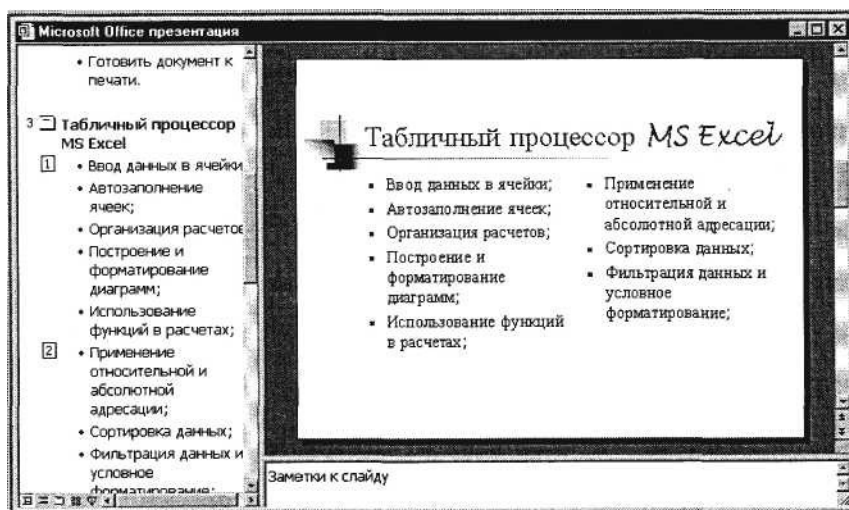 Microsoft Office презентация
• Готовить документ к
печати.
3 Табличный процессор
MS Excel
1 • Ввод данных в ячейки
• Автозаполнение
ячеек;
• Организация расчетов
• Построение и
форматирование
диаграмм;
• Использование
функций в расчетах;
2 • Применение
относительной и
абсолютной
адресации;
• Сортировка данных;
• Фильтрация данных и
условное
форматирование;
Табличный процессор MS Excel
▪ Ввод данных в ячейки;
▪ Автозаполнение ячеек;
▪ Организация расчетов;
▪ Построение и
форматирование
диаграмм;
▪ Использование функций
в расчетах;
▪ Применение
относительной и
абсолютной адресации;
▪ Сортировка данных;
▪ Фильтрация данных и
условное
форматирование;
Заметки к слайду